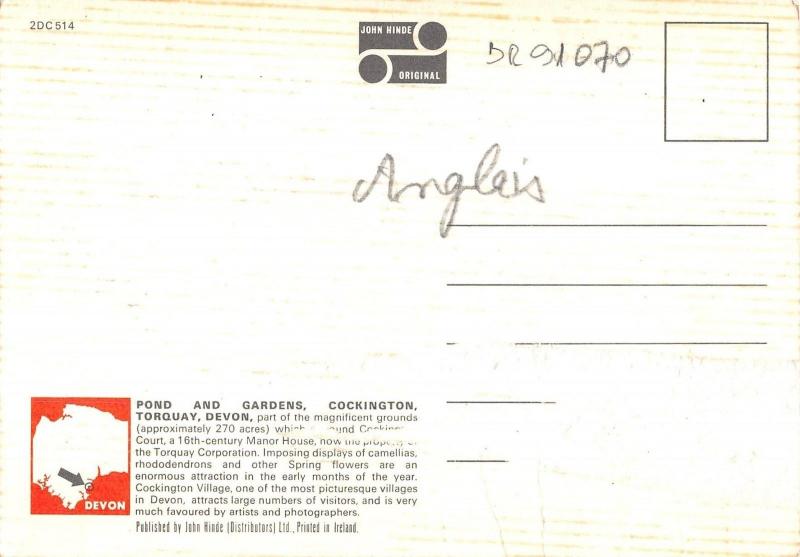 2DC514
JOHN HINDE
ORIGINAL
DR 91070
Anglais
POND AND GARDENS, COCKINGTON,
TORQUAY, DEVON, part of the magnificent grounds
(approximately 270 acres) which
Court, a 16th-century Manor House, now the
the Torquay Corporation. Imposing displays of camellias,
rhododendrons and other Spring flowers are an
enormous attraction in the early months of the year.
Cockington Village, one of the most picturesque villages
in Devon, attracts large numbers of visitors, and is very
much favoured by artists and photographers.
DEVON
Published by John Hinde (Distributors) Ltd., Printed in Ireland.